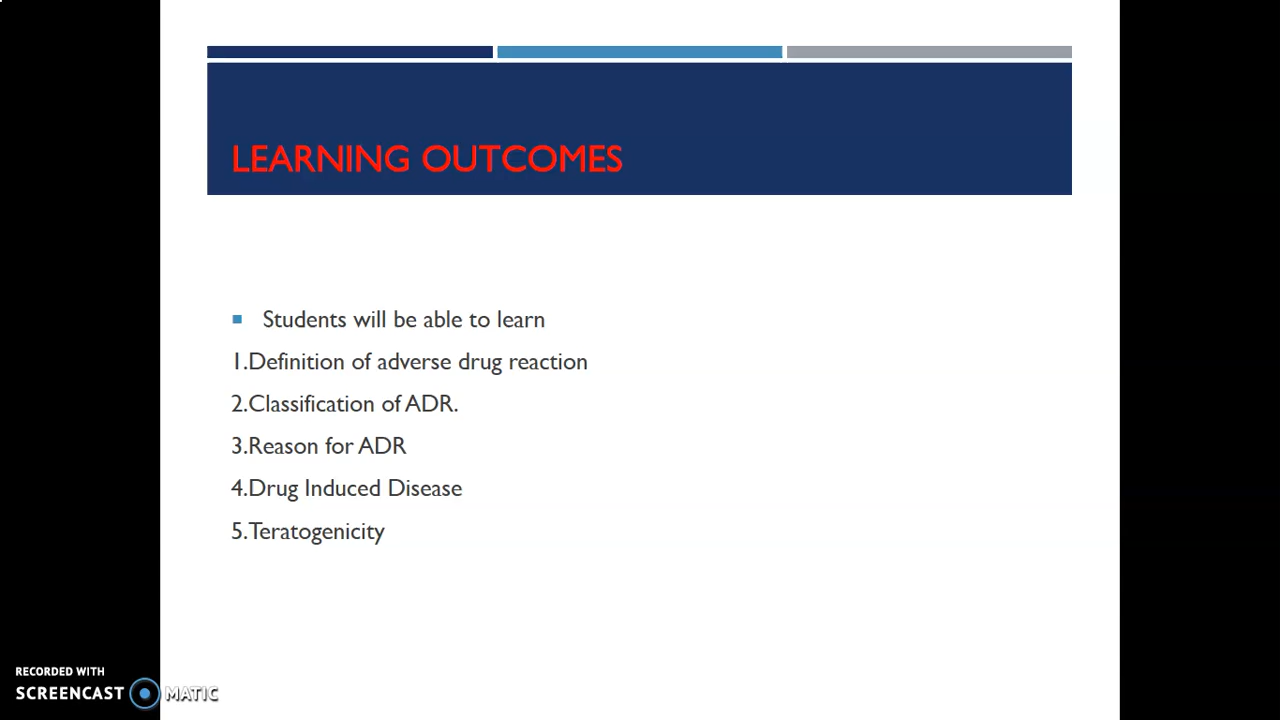 LEARNING OUTCOMES
Students will be able to learn
1.Definition of adverse drug reaction
2.Classification of ADR.
3.Reason for ADR
4.Drug Induced Disease
5.Teratogenicity
RECORDED WITH
SCREENCAST MATIC